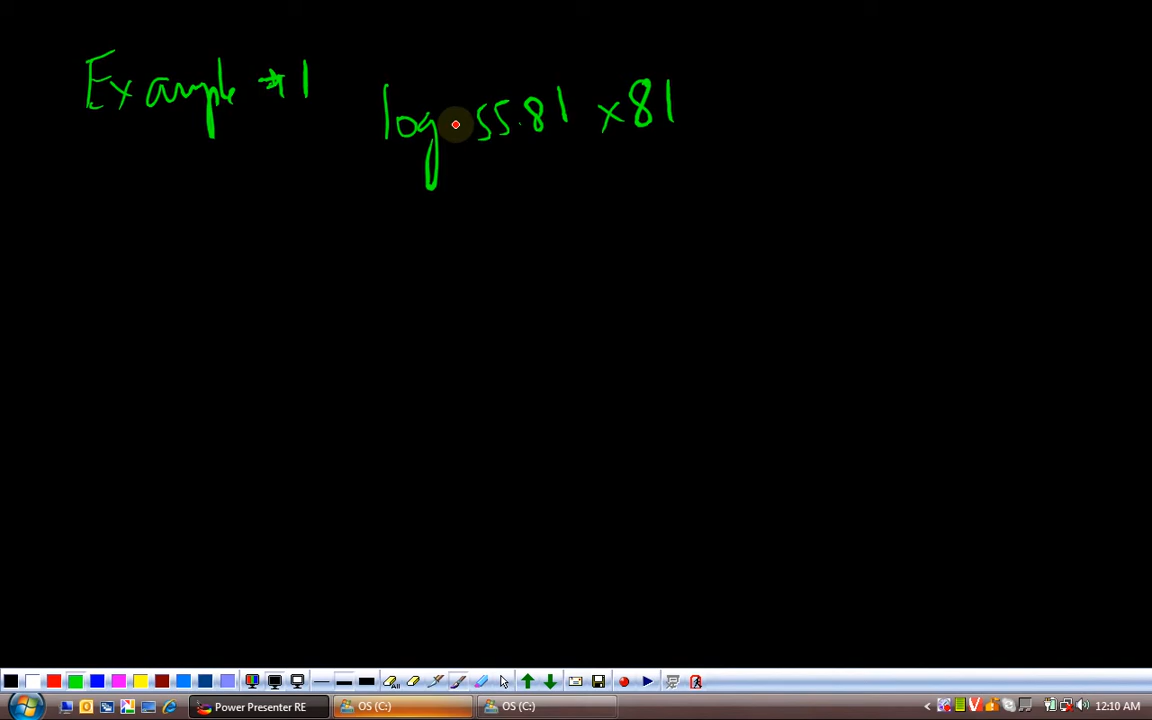 Example #1 log 55.81 x 81
Power Presenter RE OS (C:) OS (C:) 12:10 AM